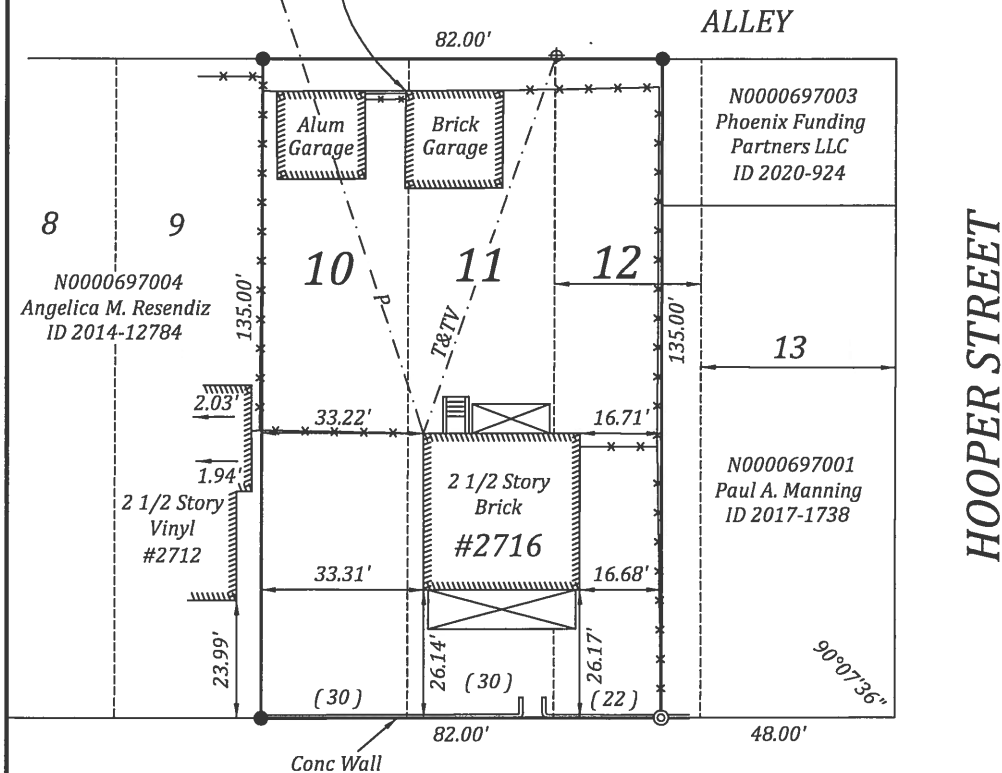 ALLEY
82.00'
N0000697003
Phoenix Funding
Partners LLC
ID 2020-924
Alum
Garage
Brick
Garage
8
9
10
11
12
N0000697004
Angelica M. Resendiz
ID 2014-12784
135.00'
P
T&TV
135.00'
13
HOOPER STREET
2.03'
33.22'
16.71'
1.94'
2 1/2 Story
Vinyl
#2712
2 1/2 Story
Brick
#2716
N0000697001
Paul A. Manning
ID 2017-1738
33.31'
16.68'
23.99'
26.14'
26.17'
90°07'36"
(30)
(30)
(22)
82.00'
48.00'
Conc Wall